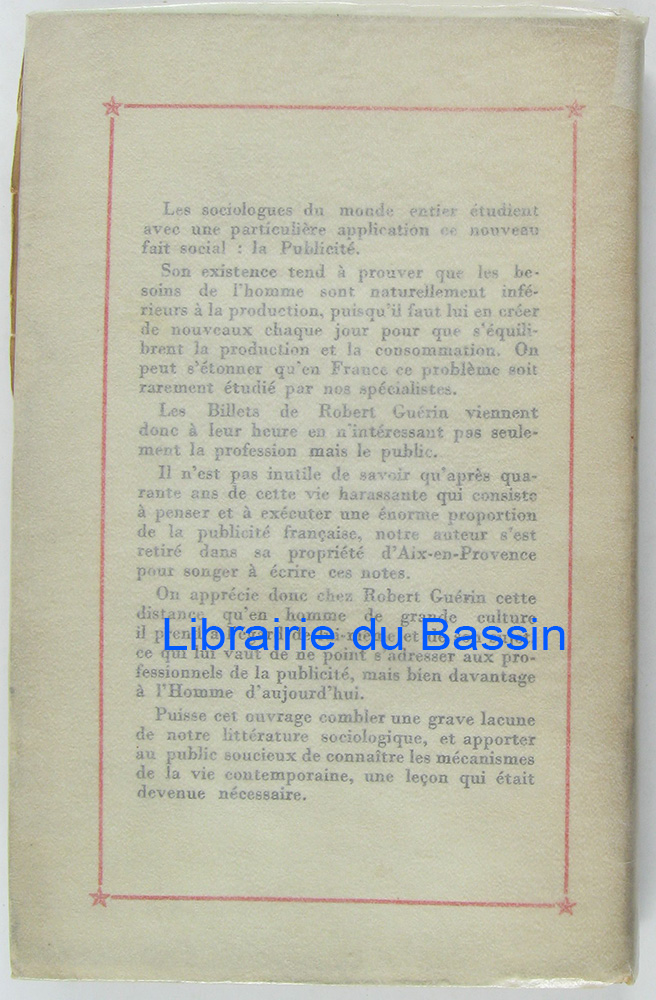 Les sociologues du monde entier étudient
avec une particulière application ce nouveau
fait social : la Publicité.
Son existence tend à prouver que les be-
soins de l'homme sont naturellement infé-
rieurs à la production, puisqu'il faut lui en créer
de nouveaux chaque jour pour que s'équili-
brent la production et la consommation. On
peut s'étonner qu'en France ce problème soit
rarement étudié par nos spécialistes.
Les Billets de Robert Guérin viennent
donc à leur heure en n'intéressant pas seule-
ment la profession mais le public.
Il n'est pas inutile de savoir qu'après qua-
rante ans de cette vie harassante qui consiste
à penser et à exécuter une énorme proportion
de la publicité française, notre auteur s'est
retiré dans sa propriété d'Aix-en-Provence
pour songer à écrire ces notes.
On apprécie donc chez Robert Guérin cette
distance qu'en homme de grande culture
il prend à l'égard de lui-même et de
Librairie du Bassin
ce qui lui vaut de ne point s'adresser aux pro-
fessionnels de la publicité, mais bien davantage
à l'Homme d'aujourd'hui.
Puisse cet ouvrage combler une grave lacune
de notre littérature sociologique, et apporter
au public soucieux de connaître les mécanismes
de la vie contemporaine, une leçon qui était
devenue nécessaire.